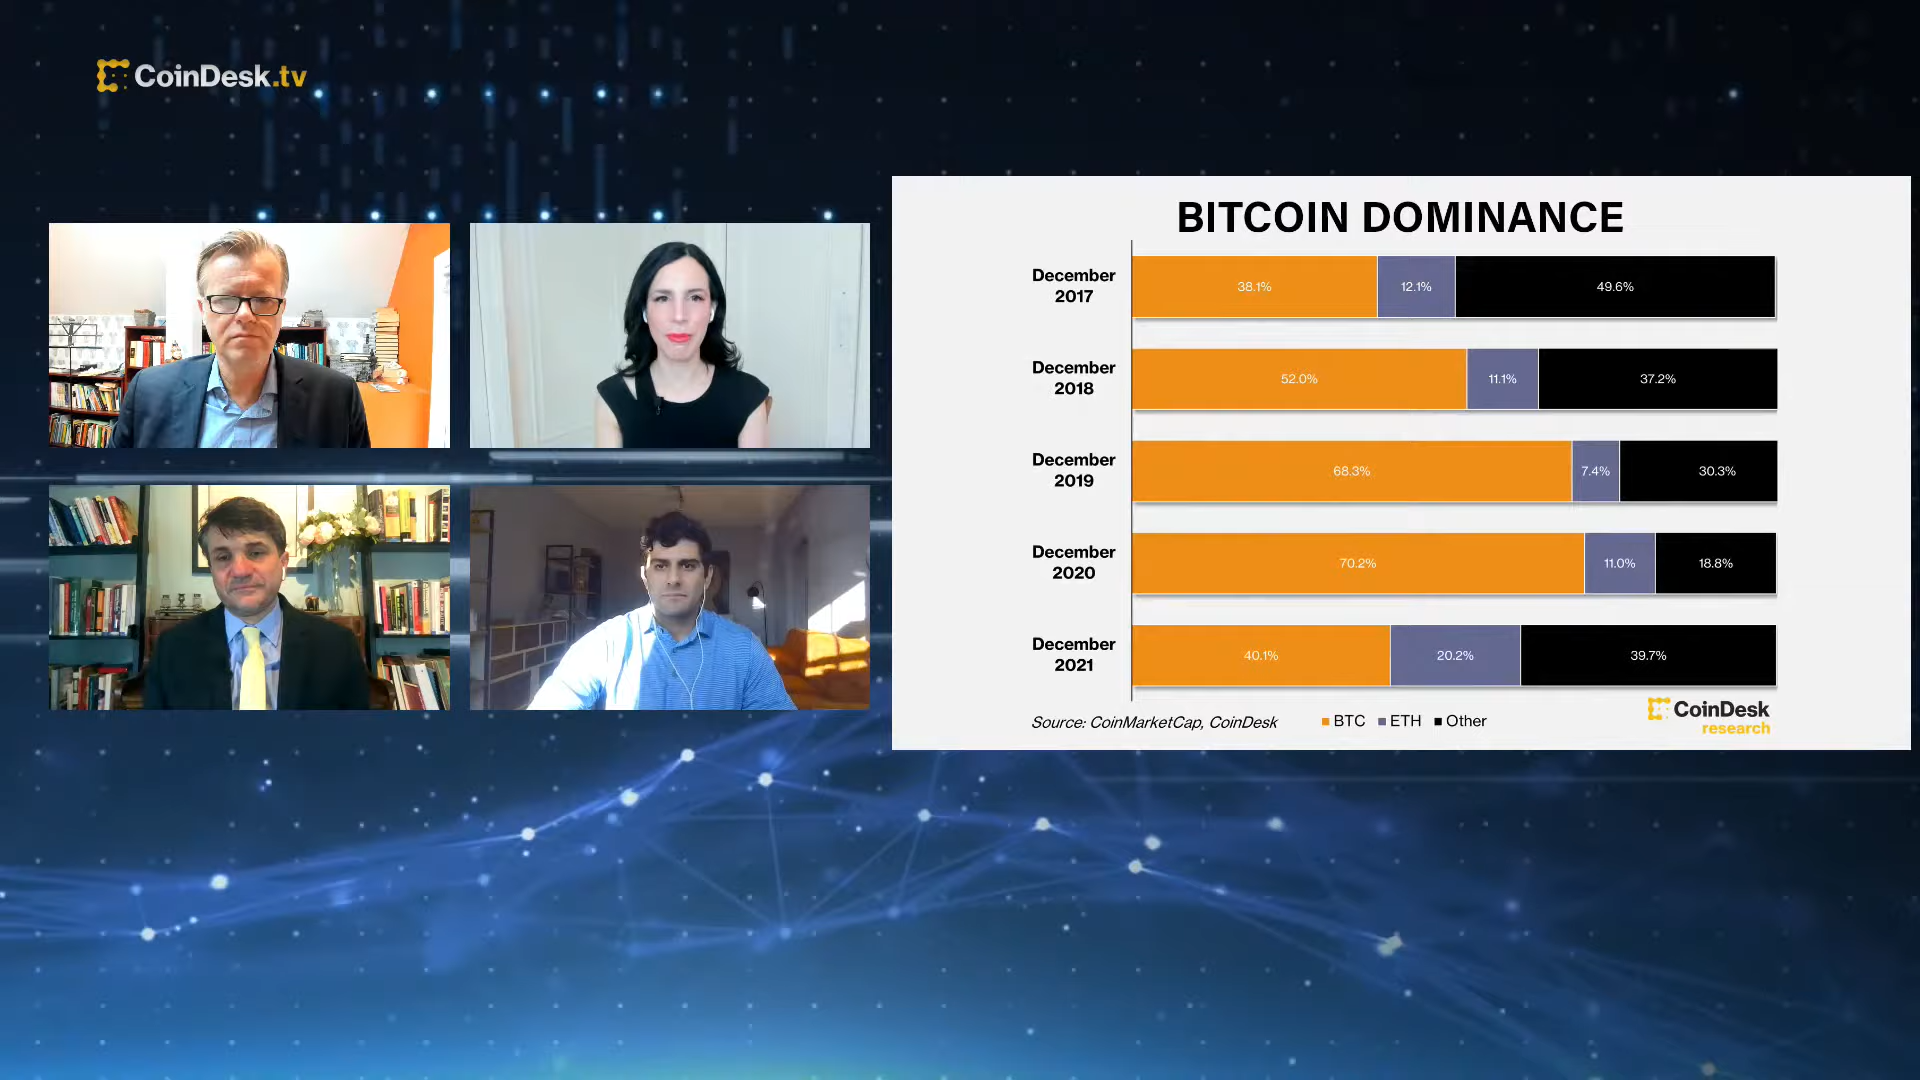 CoinDesk.tv
BITCOIN DOMINANCE
December
2017
38.1%
12.1%
49.6%
December
2018
52.0%
11.1%
37.2%
December
2019
68.3%
7.4%
30.3%
December
2020
70.2%
11.0%
18.8%
December
2021
40.1%
20.2%
39.7%
Source: CoinMarketCap, CoinDesk
BTC
ETH
Other
CoinDesk
research